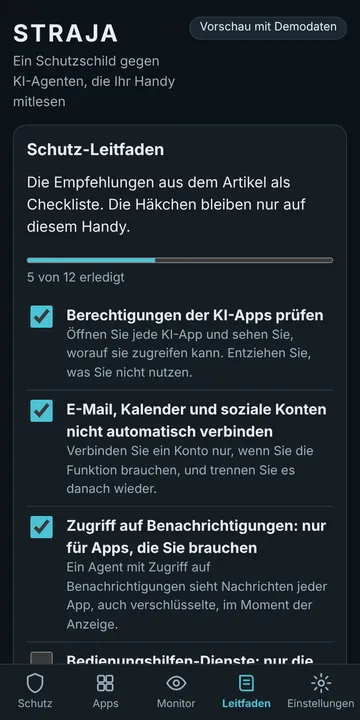 STRAJA
Vorschau mit Demodaten
Ein Schutzschild gegen
KI-Agenten, die Ihr Handy
mitlesen
Schutz-Leitfaden
Die Empfehlungen aus dem Artikel als
Checkliste. Die Häkchen bleiben nur auf
diesem Handy.
5 von 12 erledigt
Berechtigungen der KI-Apps prüfen
Öffnen Sie jede KI-App und sehen Sie,
worauf sie zugreifen kann. Entziehen Sie,
was Sie nicht nutzen.
E-Mail, Kalender und soziale Konten
nicht automatisch verbinden
Verbinden Sie ein Konto nur, wenn Sie die
Funktion brauchen, und trennen Sie es
danach wieder.
Zugriff auf Benachrichtigungen: nur
für Apps, die Sie brauchen
Ein Agent mit Zugriff auf
Benachrichtigungen sieht Nachrichten jeder
App, auch verschlüsselte, im Moment der
Anzeige.
Bedienungshilfen-Dienste: nur die
Schutz
Apps
Monitor
Leitfaden
Einstellungen